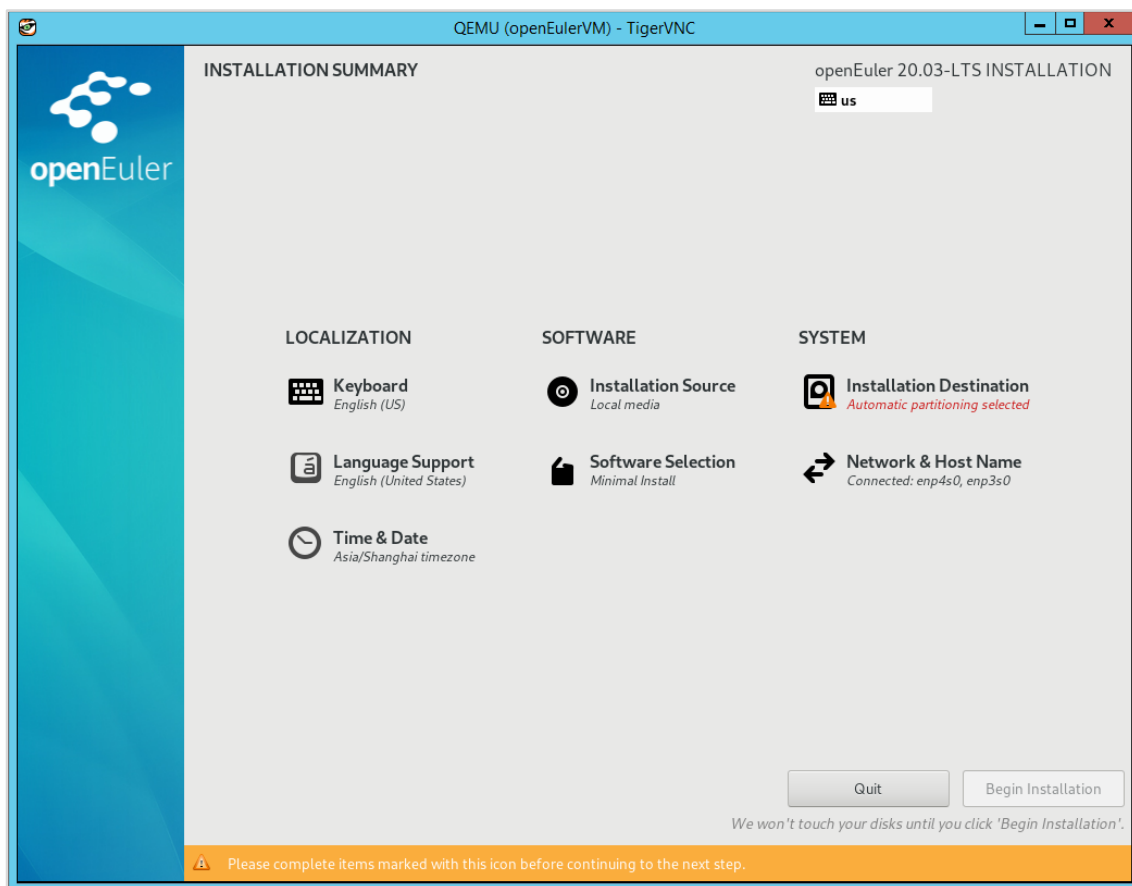 QEMU (openEulerVM) - TigerVNC
openEuler
INSTALLATION SUMMARY
openEuler 20.03-LTS INSTALLATION
us
LOCALIZATION
Keyboard
English (US)
Language Support
English (United States)
Time & Date
Asia/Shanghai timezone
SOFTWARE
Installation Source
Local media
Software Selection
Minimal Install
SYSTEM
Installation Destination
Automatic partitioning selected
Network & Host Name
Connected: enp4s0, enp3s0
Quit
Begin Installation
We won't touch your disks until you click 'Begin Installation'.
Please complete items marked with this icon before continuing to the next step.